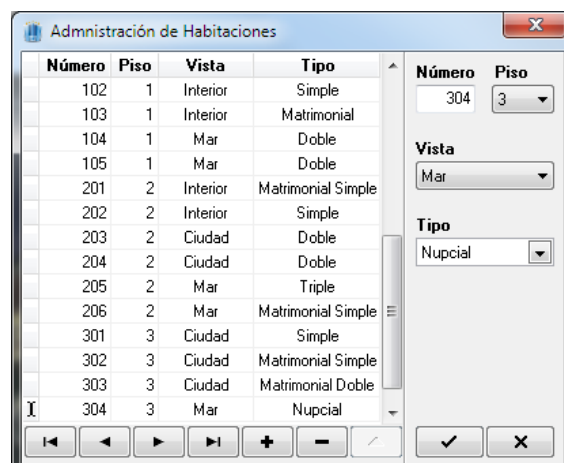 Admnistración de Habitaciones
Número Piso Vista Tipo
102 1 Interior Simple
103 1 Interior Matrimonial
104 1 Mar Doble
105 1 Mar Doble
201 2 Interior Matrimonial Simple
202 2 Interior Simple
203 2 Ciudad Doble
204 2 Ciudad Doble
205 2 Mar Triple
206 2 Mar Matrimonial Simple
301 3 Ciudad Simple
302 3 Ciudad Matrimonial Simple
303 3 Ciudad Matrimonial Doble
304 3 Mar Nupcial
Número Piso
304 3
Vista
Mar
Tipo
Nupcial